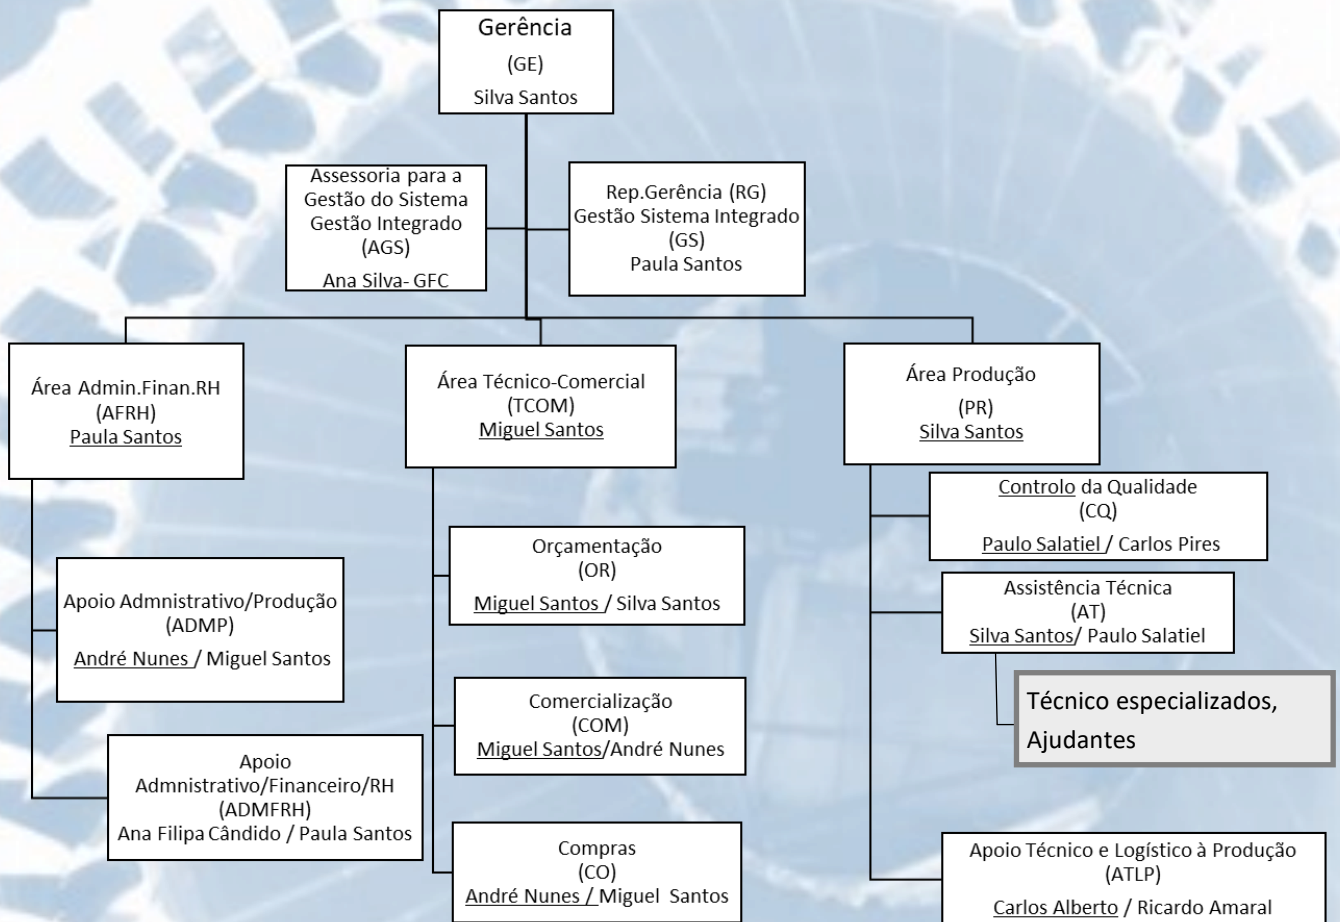 Gerência
(GE)
Silva Santos
Assessoria para a
Gestão do Sistema
Gestão Integrado
(AGS)
Ana Silva- GFC
Rep.Gerência (RG)
Gestão Sistema Integrado
(GS)
Paula Santos
Área Admin.Finan.RH
(AFRH)
Paula Santos
Apoio Admnistrativo/Produção
(ADMP)
André Nunes / Miguel Santos
Apoio
Admnistrativo/Financeiro/RH
(ADMFRH)
Ana Filipa Cândido / Paula Santos
Área Técnico-Comercial
(TCOM)
Miguel Santos
Orçamentação
(OR)
Miguel Santos / Silva Santos
Comercialização
(COM)
Miguel Santos/André Nunes
Compras
(CO)
André Nunes / Miguel Santos
Área Produção
(PR)
Silva Santos
Controlo da Qualidade
(CQ)
Paulo Salatiel / Carlos Pires
Assistência Técnica
(AT)
Silva Santos/ Paulo Salatiel
Técnico especializados,
Ajudantes
Apoio Técnico e Logístico à Produção
(ATLP)
Carlos Alberto / Ricardo Amaral